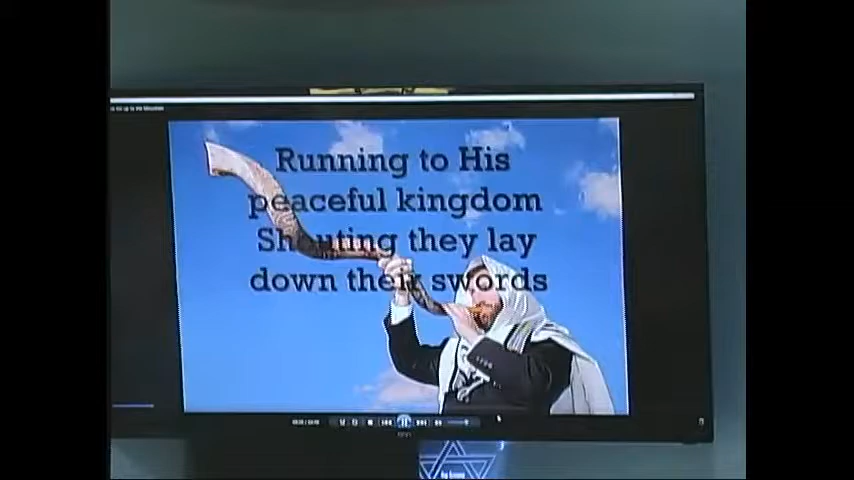 Running to His
peaceful kingdom
Shouting they lay
down their swords